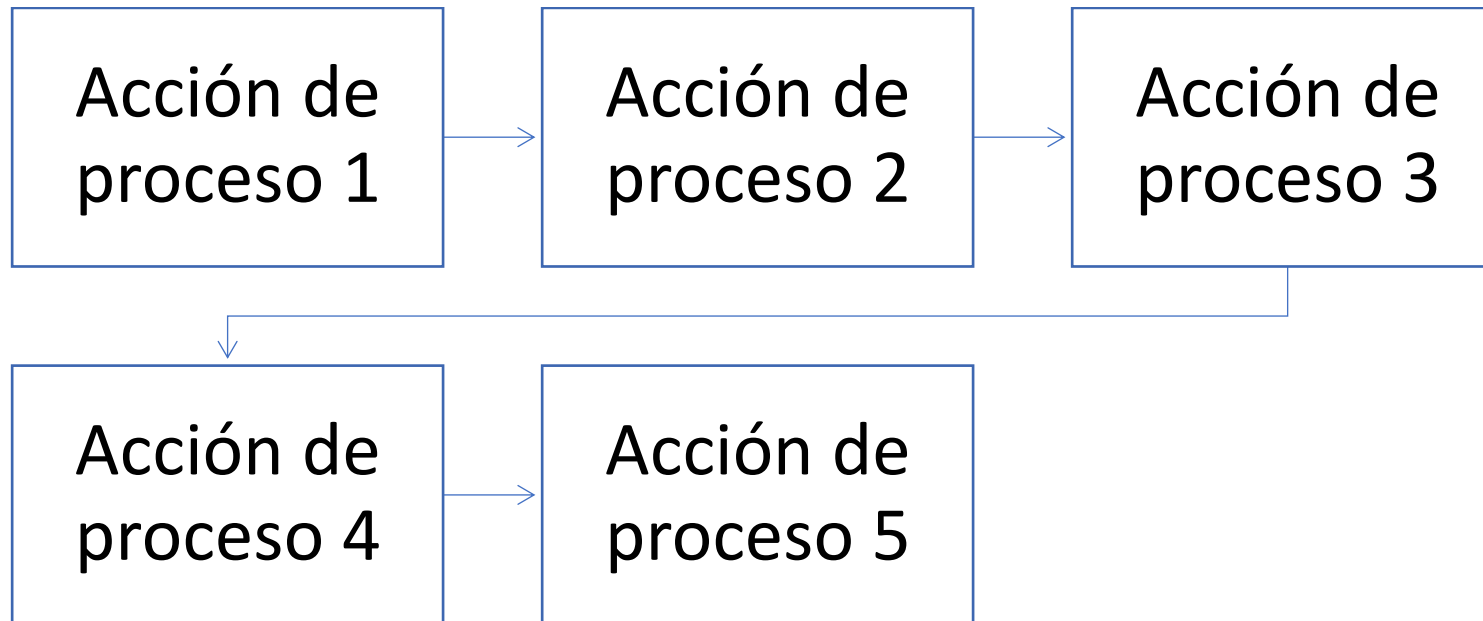 Acción de
proceso 1
Acción de
proceso 2
Acción de
proceso 3
Acción de
proceso 4
Acción de
proceso 5